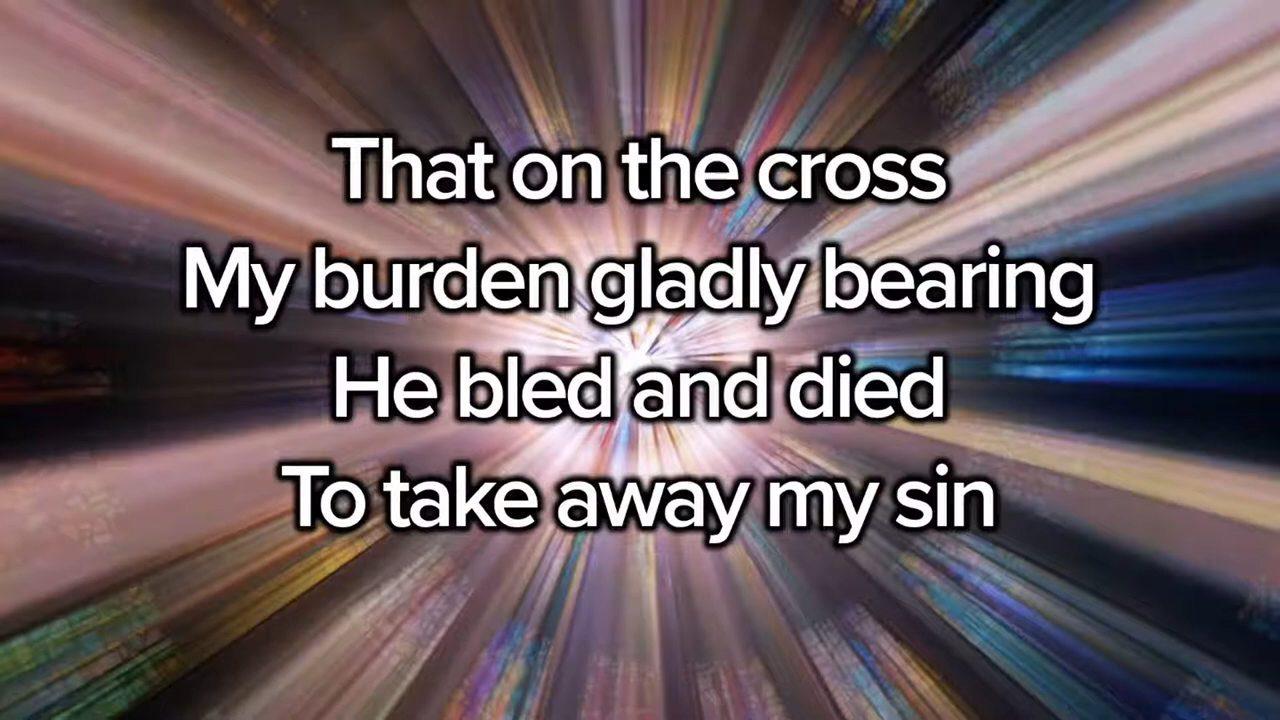 That on the cross
My burden gladly bearing
He bled and died
To take away my sin